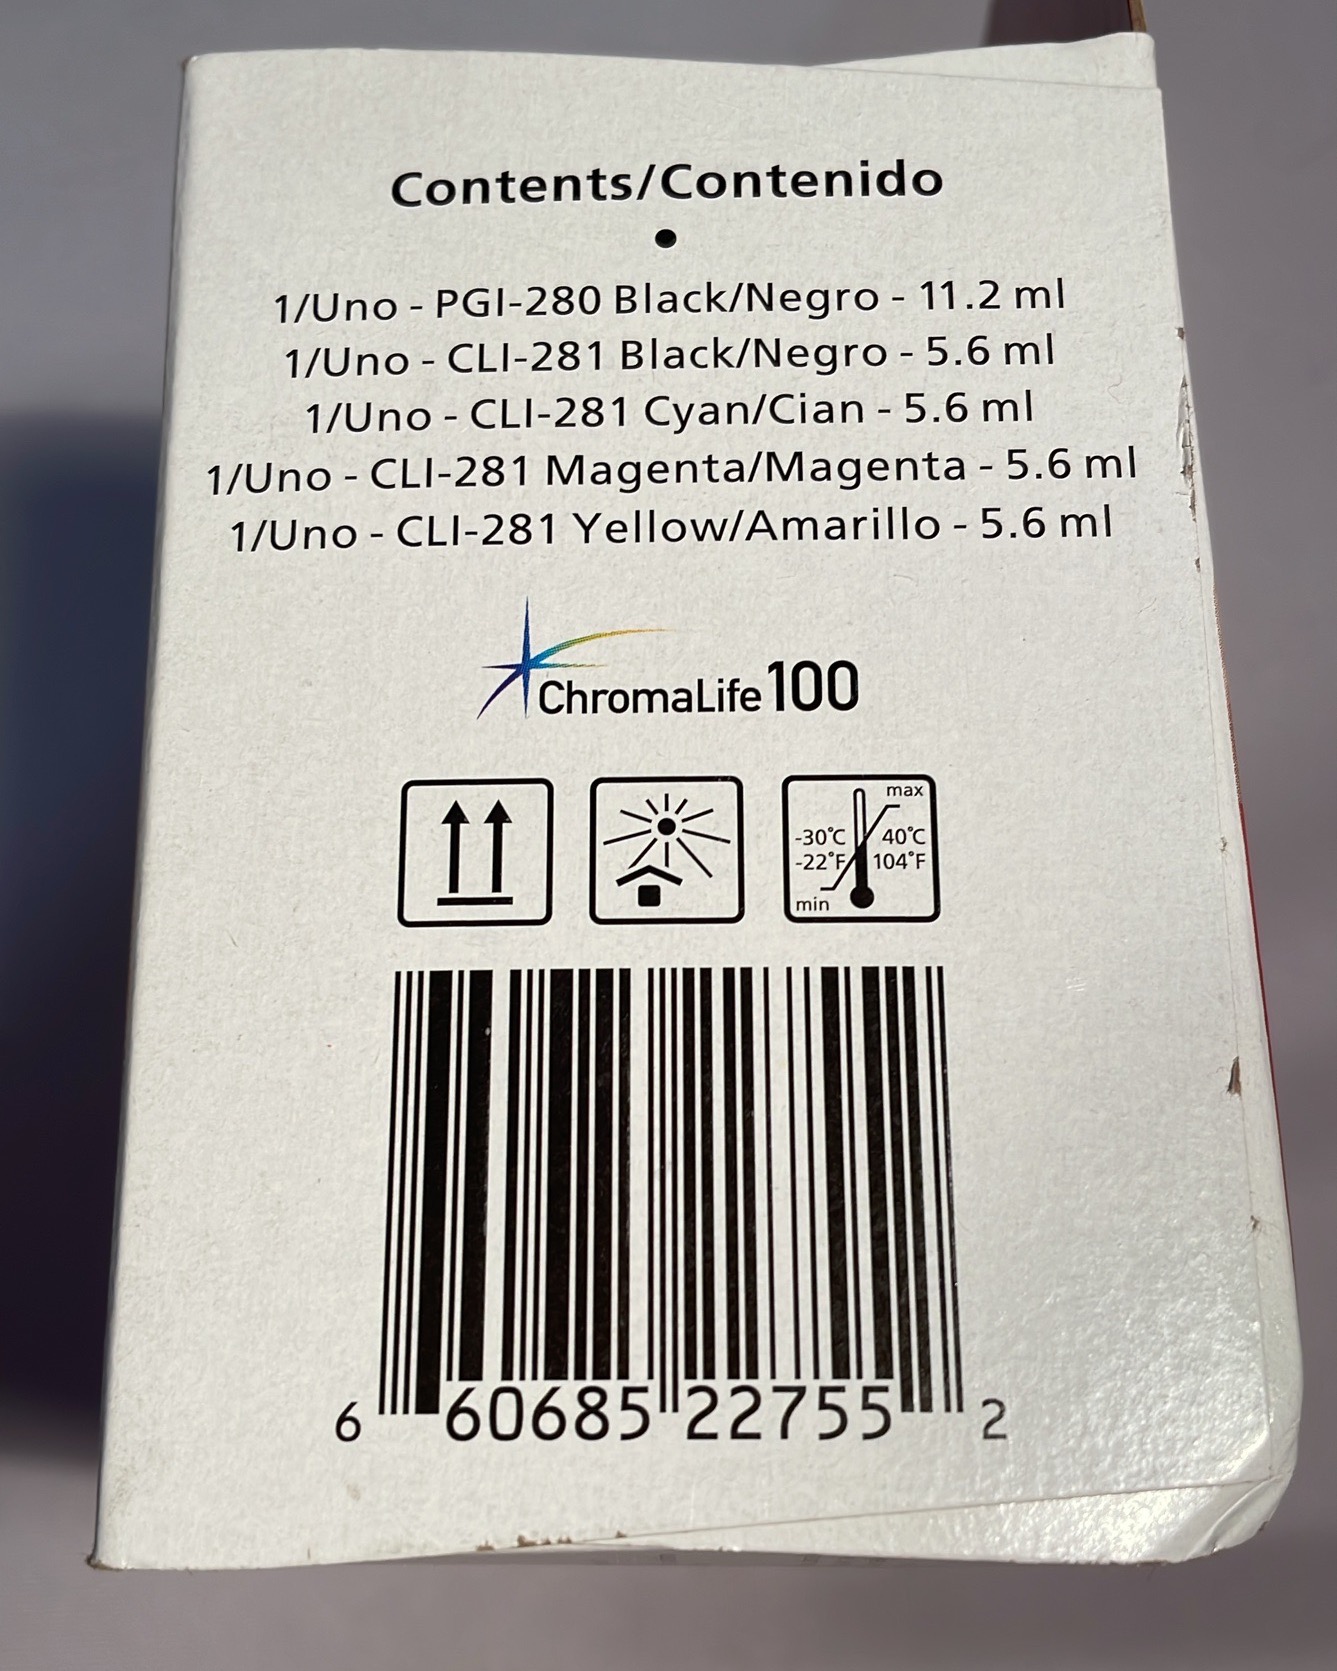 Contents/Contenido
●
1/Uno - PGI-280 Black/Negro - 11.2 ml
1/Uno - CLI-281 Black/Negro - 5.6 ml
1/Uno - CLI-281 Cyan/Cian - 5.6 ml
1/Uno - CLI-281 Magenta/Magenta - 5.6 ml
1/Uno - CLI-281 Yellow/Amarillo - 5.6 ml
ChromaLife100
max
-30°C 40°C
-22°F 104°F
min
6 60685 22755 2